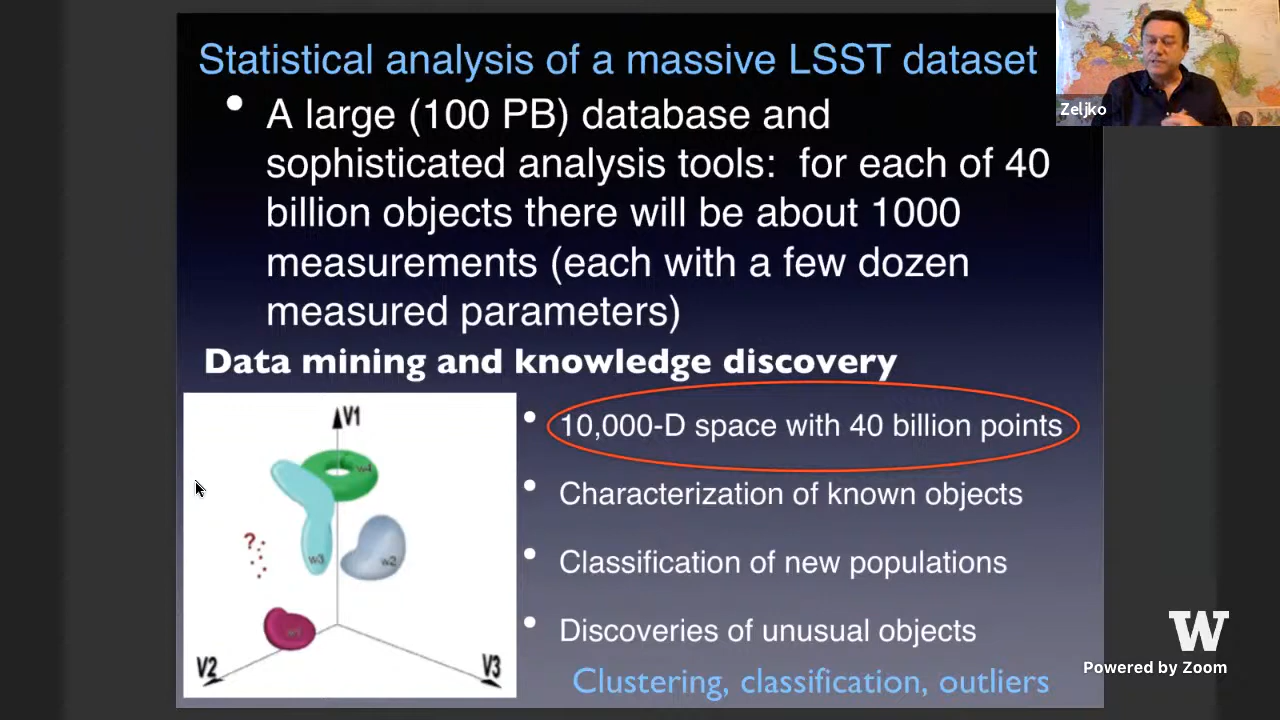 Statistical analysis of a massive LSST dataset
• A large (100 PB) database and
sophisticated analysis tools: for each of 40
billion objects there will be about 1000
measurements (each with a few dozen
measured parameters)
Data mining and knowledge discovery
V1
w4
?
w3
w2
w1
V2
V3
• 10,000-D space with 40 billion points
• Characterization of known objects
• Classification of new populations
• Discoveries of unusual objects
Clustering, classification, outliers
Zeljko
W
Powered by Zoom